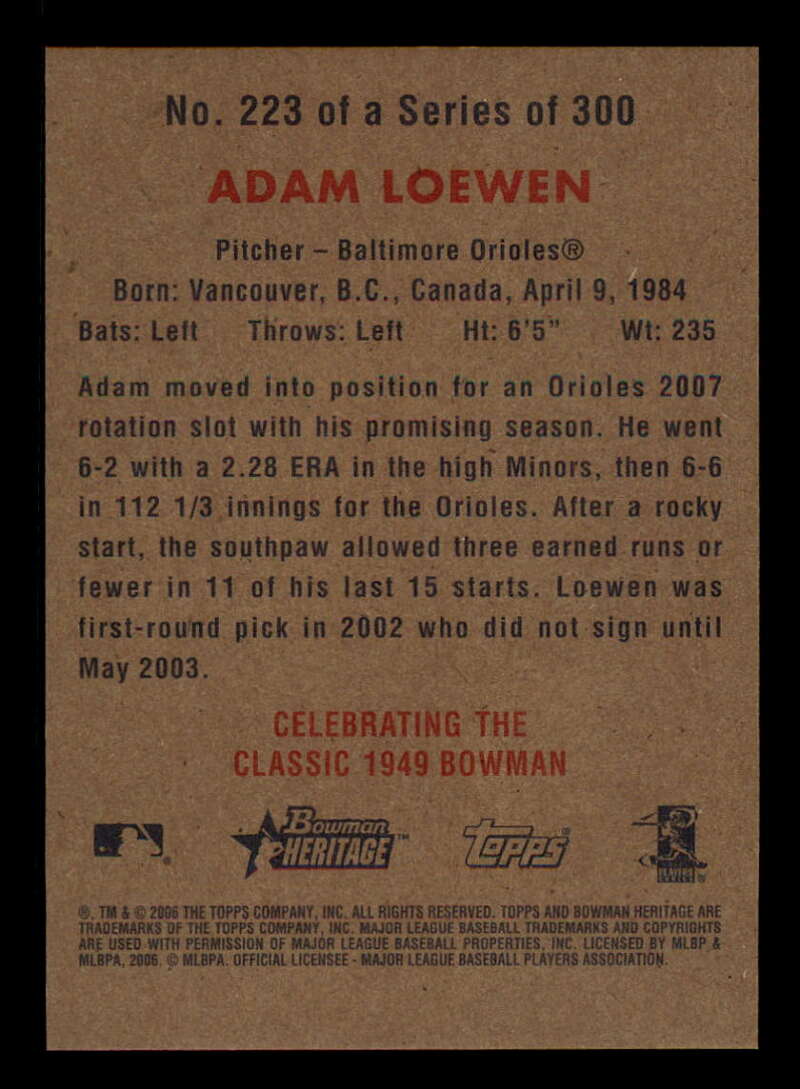 No. 223 of a Series of 300
ADAM LOEWEN
Pitcher – Baltimore Orioles®
Born: Vancouver, B.C., Canada, April 9, 1984
Bats: Left Throws: Left Ht: 6'5" Wt: 235
Adam moved into position for an Orioles 2007
rotation slot with his promising season. He went
6-2 with a 2.28 ERA in the high Minors, then 6-6
in 112 1/3 innings for the Orioles. After a rocky
start, the southpaw allowed three earned runs or
fewer in 11 of his last 15 starts. Loewen was
first-round pick in 2002 who did not sign until
May 2003.
CELEBRATING THE
CLASSIC 1949 BOWMAN
Bowman
HERITAGE™
Topps®
®, TM & © 2006 THE TOPPS COMPANY, INC. ALL RIGHTS RESERVED. TOPPS AND BOWMAN HERITAGE ARE
TRADEMARKS OF THE TOPPS COMPANY, INC. MAJOR LEAGUE BASEBALL TRADEMARKS AND COPYRIGHTS
ARE USED WITH PERMISSION OF MAJOR LEAGUE BASEBALL PROPERTIES, INC. LICENSED BY MLBP &
MLBPA, 2006. © MLBPA. OFFICIAL LICENSEE - MAJOR LEAGUE BASEBALL PLAYERS ASSOCIATION.